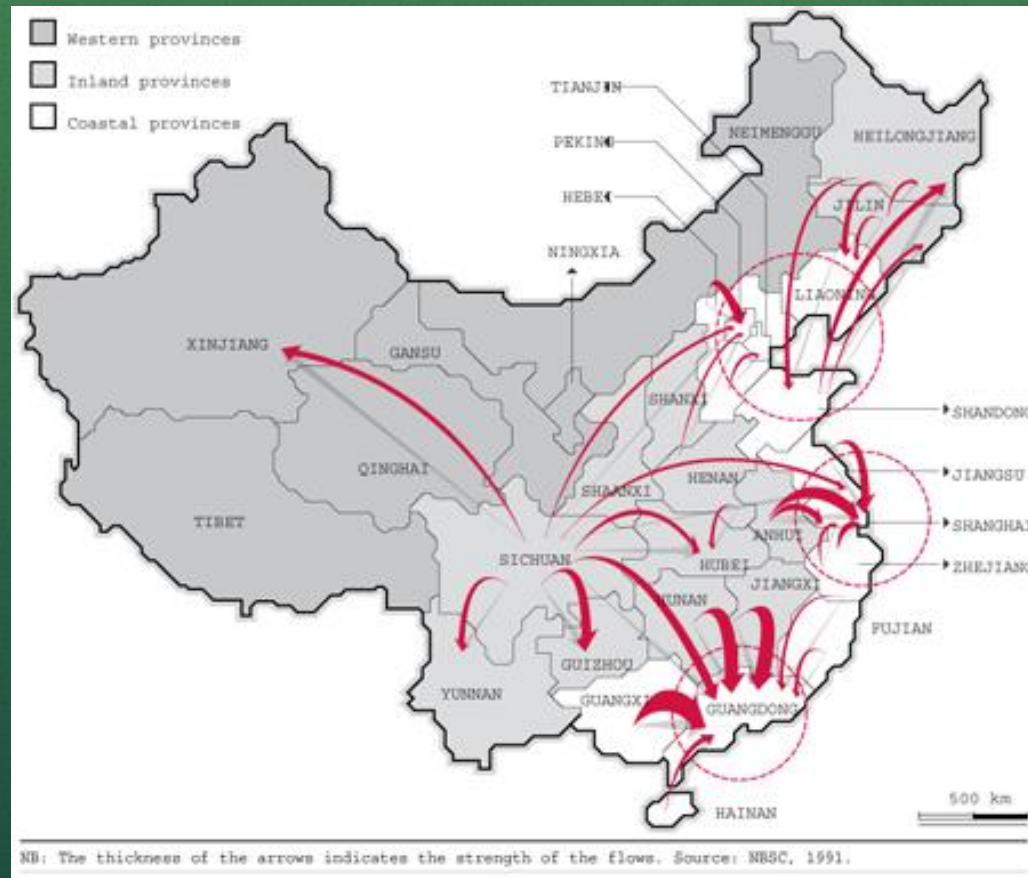 Western provinces
Inland provinces
Coastal provinces
TIANJIN
PEKING
HEBEI
NINGXIA
NEIMENGGU
HEILONGJIANG
JILIN
LIAONING
XINJIANG
GANSU
SHANXI
SHANDONG
QINGHAI
HENAN
JIANGSU
SHAANXI
TIBET
SHANGHAI
ANHUI
SICHUAN
HUBEI
ZHEJIANG
JIANGXI
HUNAN
FUJIAN
GUIZHOU
YUNNAN
GUANGXI
GUANGDONG
HAINAN
500 km
NB: The thickness of the arrows indicates the strength of the flows. Source: NBSC, 1991.